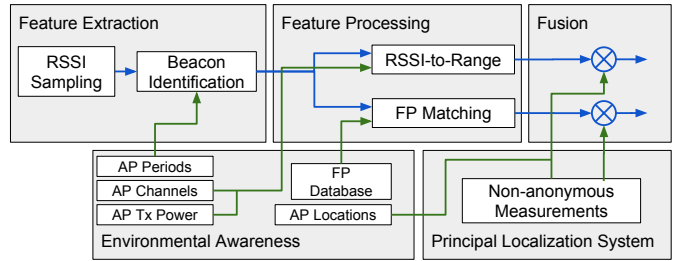 Feature Extraction
Feature Processing
Fusion
RSSI
Sampling
Beacon
Identification
RSSI-to-Range
FP Matching
AP Periods
AP Channels
AP Tx Power
FP
Database
AP Locations
Environmental Awareness
Non-anonymous
Measurements
Principal Localization System